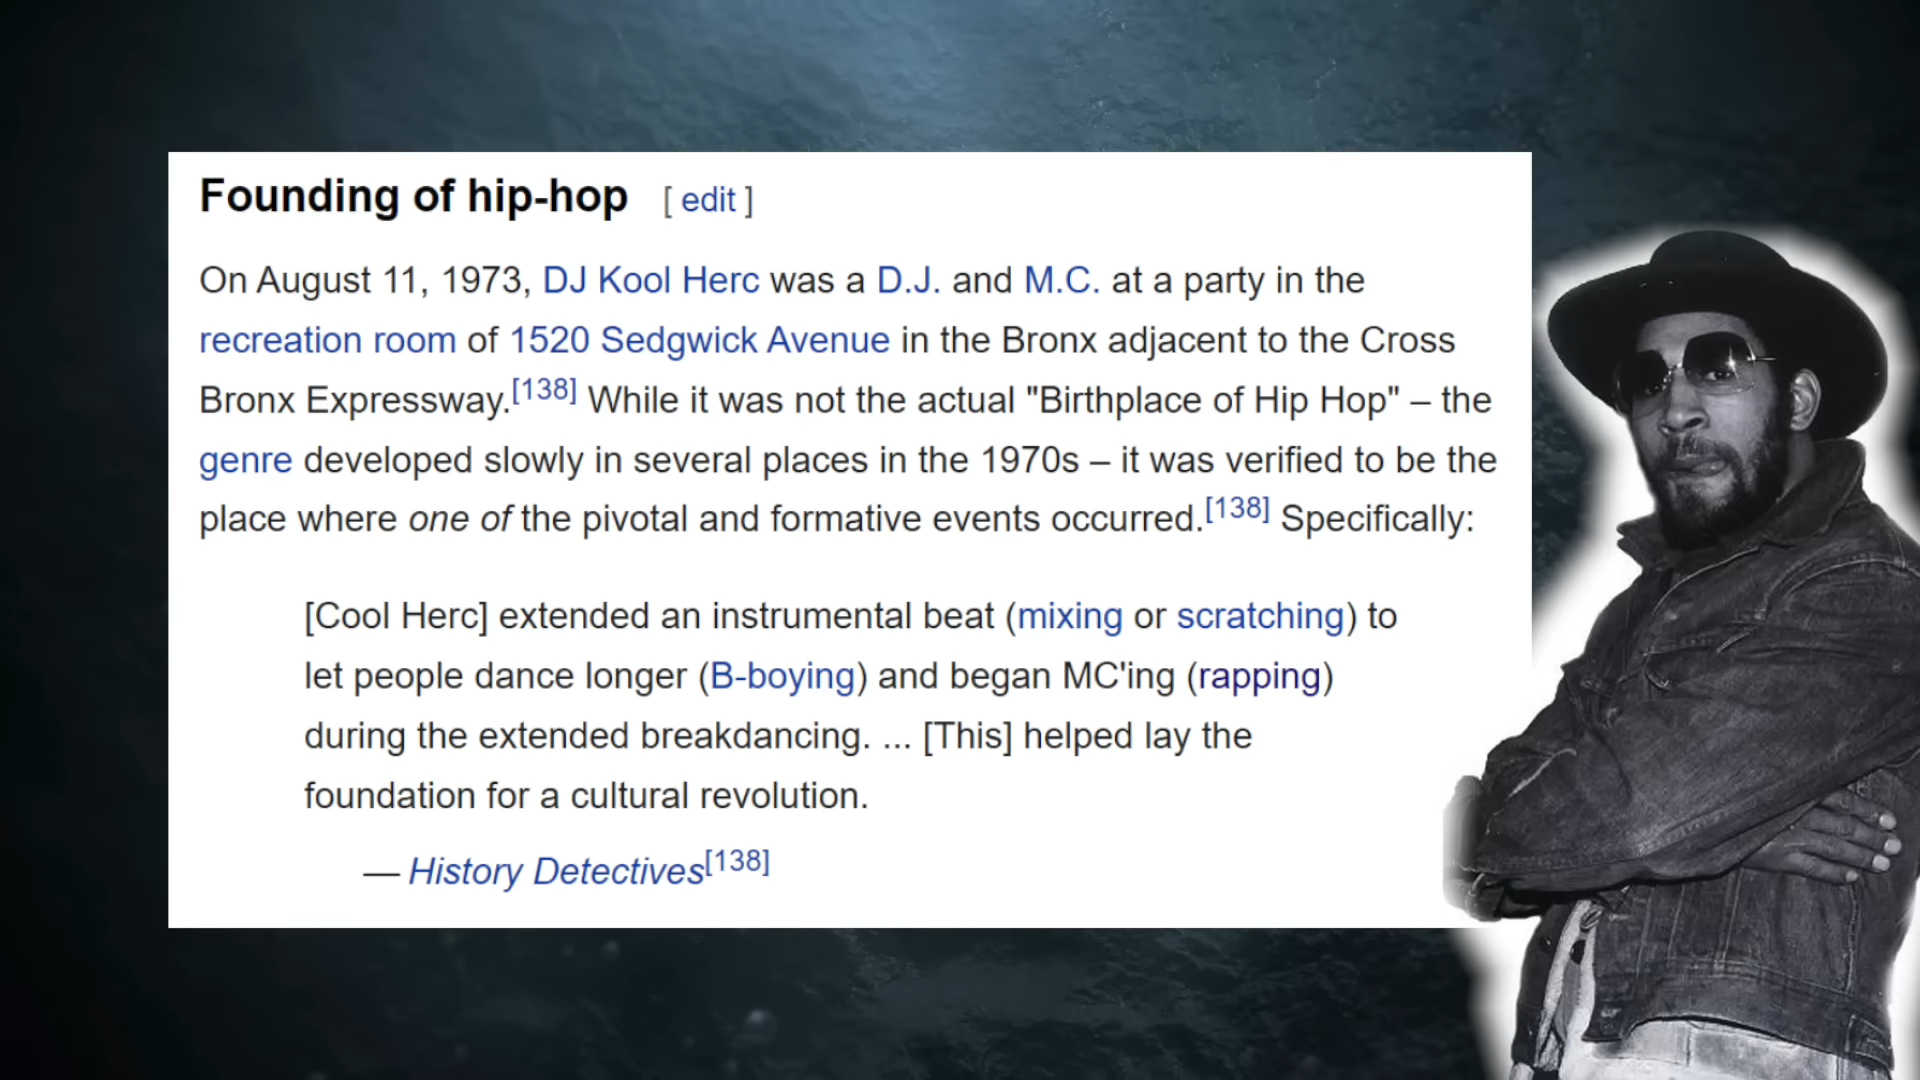 Founding of hip-hop [ edit ]
On August 11, 1973, DJ Kool Herc was a D.J. and M.C. at a party in the
recreation room of 1520 Sedgwick Avenue in the Bronx adjacent to the Cross
Bronx Expressway.[138] While it was not the actual "Birthplace of Hip Hop" – the
genre developed slowly in several places in the 1970s – it was verified to be the
place where one of the pivotal and formative events occurred.[138] Specifically:
[Cool Herc] extended an instrumental beat (mixing or scratching) to
let people dance longer (B-boying) and began MC'ing (rapping)
during the extended breakdancing. ... [This] helped lay the
foundation for a cultural revolution.
— History Detectives[138]